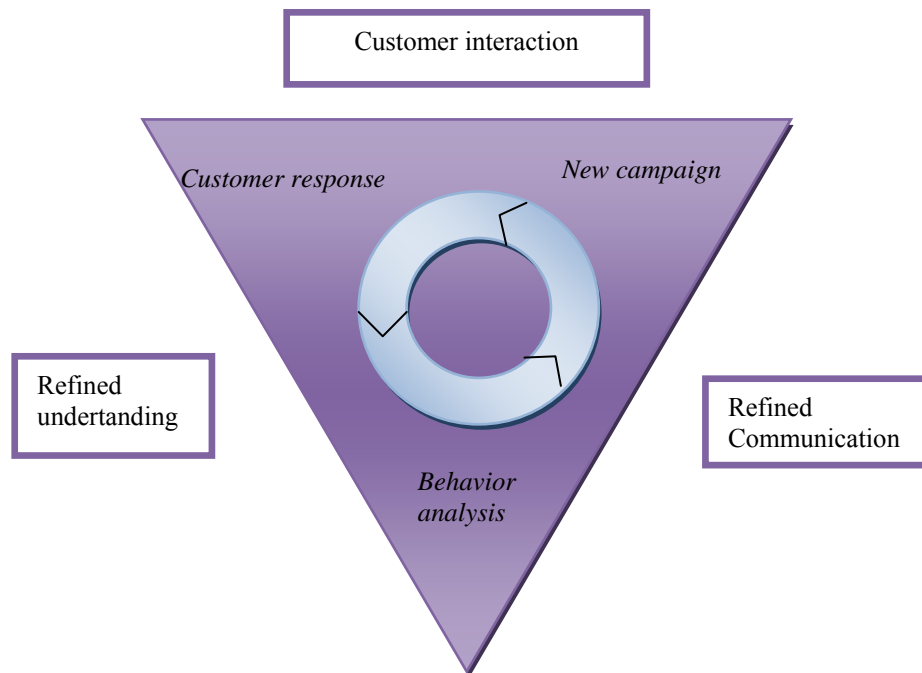 Customer interaction
Customer response
New campaign
Refined
undertanding
Refined
Communication
Behavior
analysis